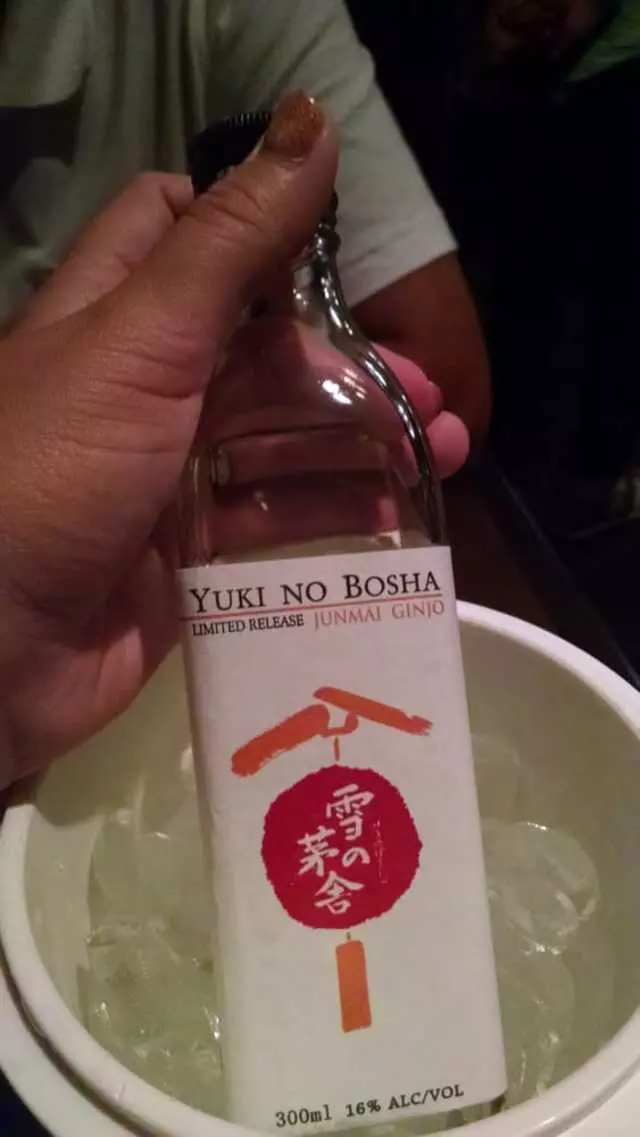 YUKI NO BOSHA
LIMITED RELEASE JUNMAI GINJO
雪の
茅舎
300ml 16% ALC/VOL